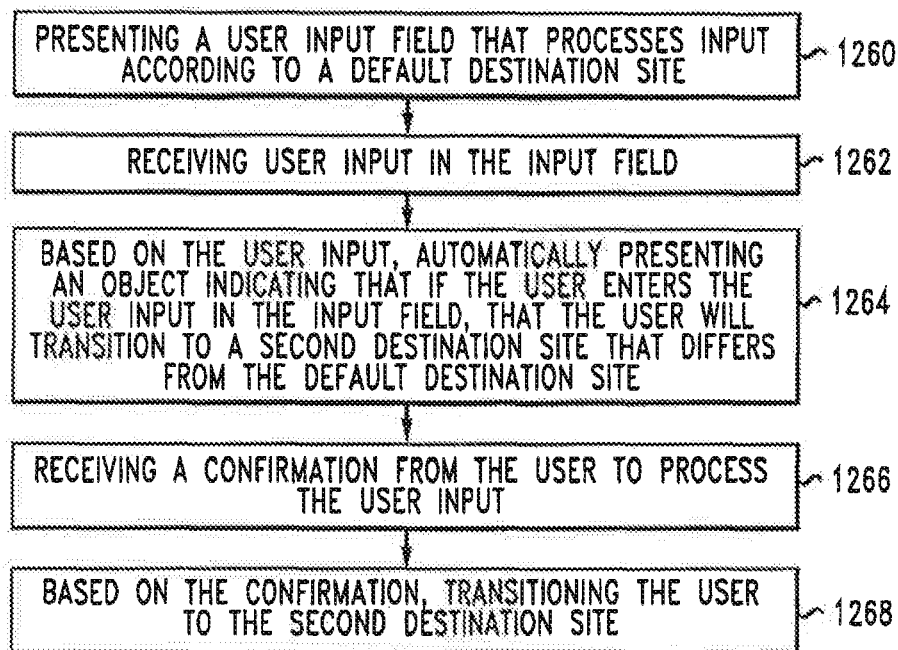 PRESENTING A USER INPUT FIELD THAT PROCESSES INPUT
ACCORDING TO A DEFAULT DESTINATION SITE
1260
RECEIVING USER INPUT IN THE INPUT FIELD
1262
BASED ON THE USER INPUT, AUTOMATICALLY PRESENTING
AN OBJECT INDICATING THAT IF THE USER ENTERS THE
USER INPUT IN THE INPUT FIELD, THAT THE USER WILL
TRANSITION TO A SECOND DESTINATION SITE THAT DIFFERS
FROM THE DEFAULT DESTINATION SITE
1264
RECEIVING A CONFIRMATION FROM THE USER TO PROCESS
THE USER INPUT
1266
BASED ON THE CONFIRMATION, TRANSITIONING THE USER
TO THE SECOND DESTINATION SITE
1268